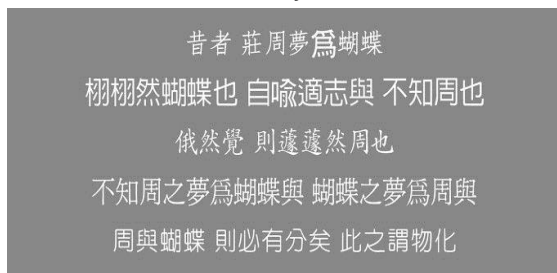 昔者 莊周夢爲蝴蝶
栩栩然蝴蝶也 自喩適志與 不知周也
俄然覺 則蘧蘧然周也
不知周之夢爲蝴蝶與 蝴蝶之夢爲周與
周與蝴蝶 則必有分矣 此之謂物化